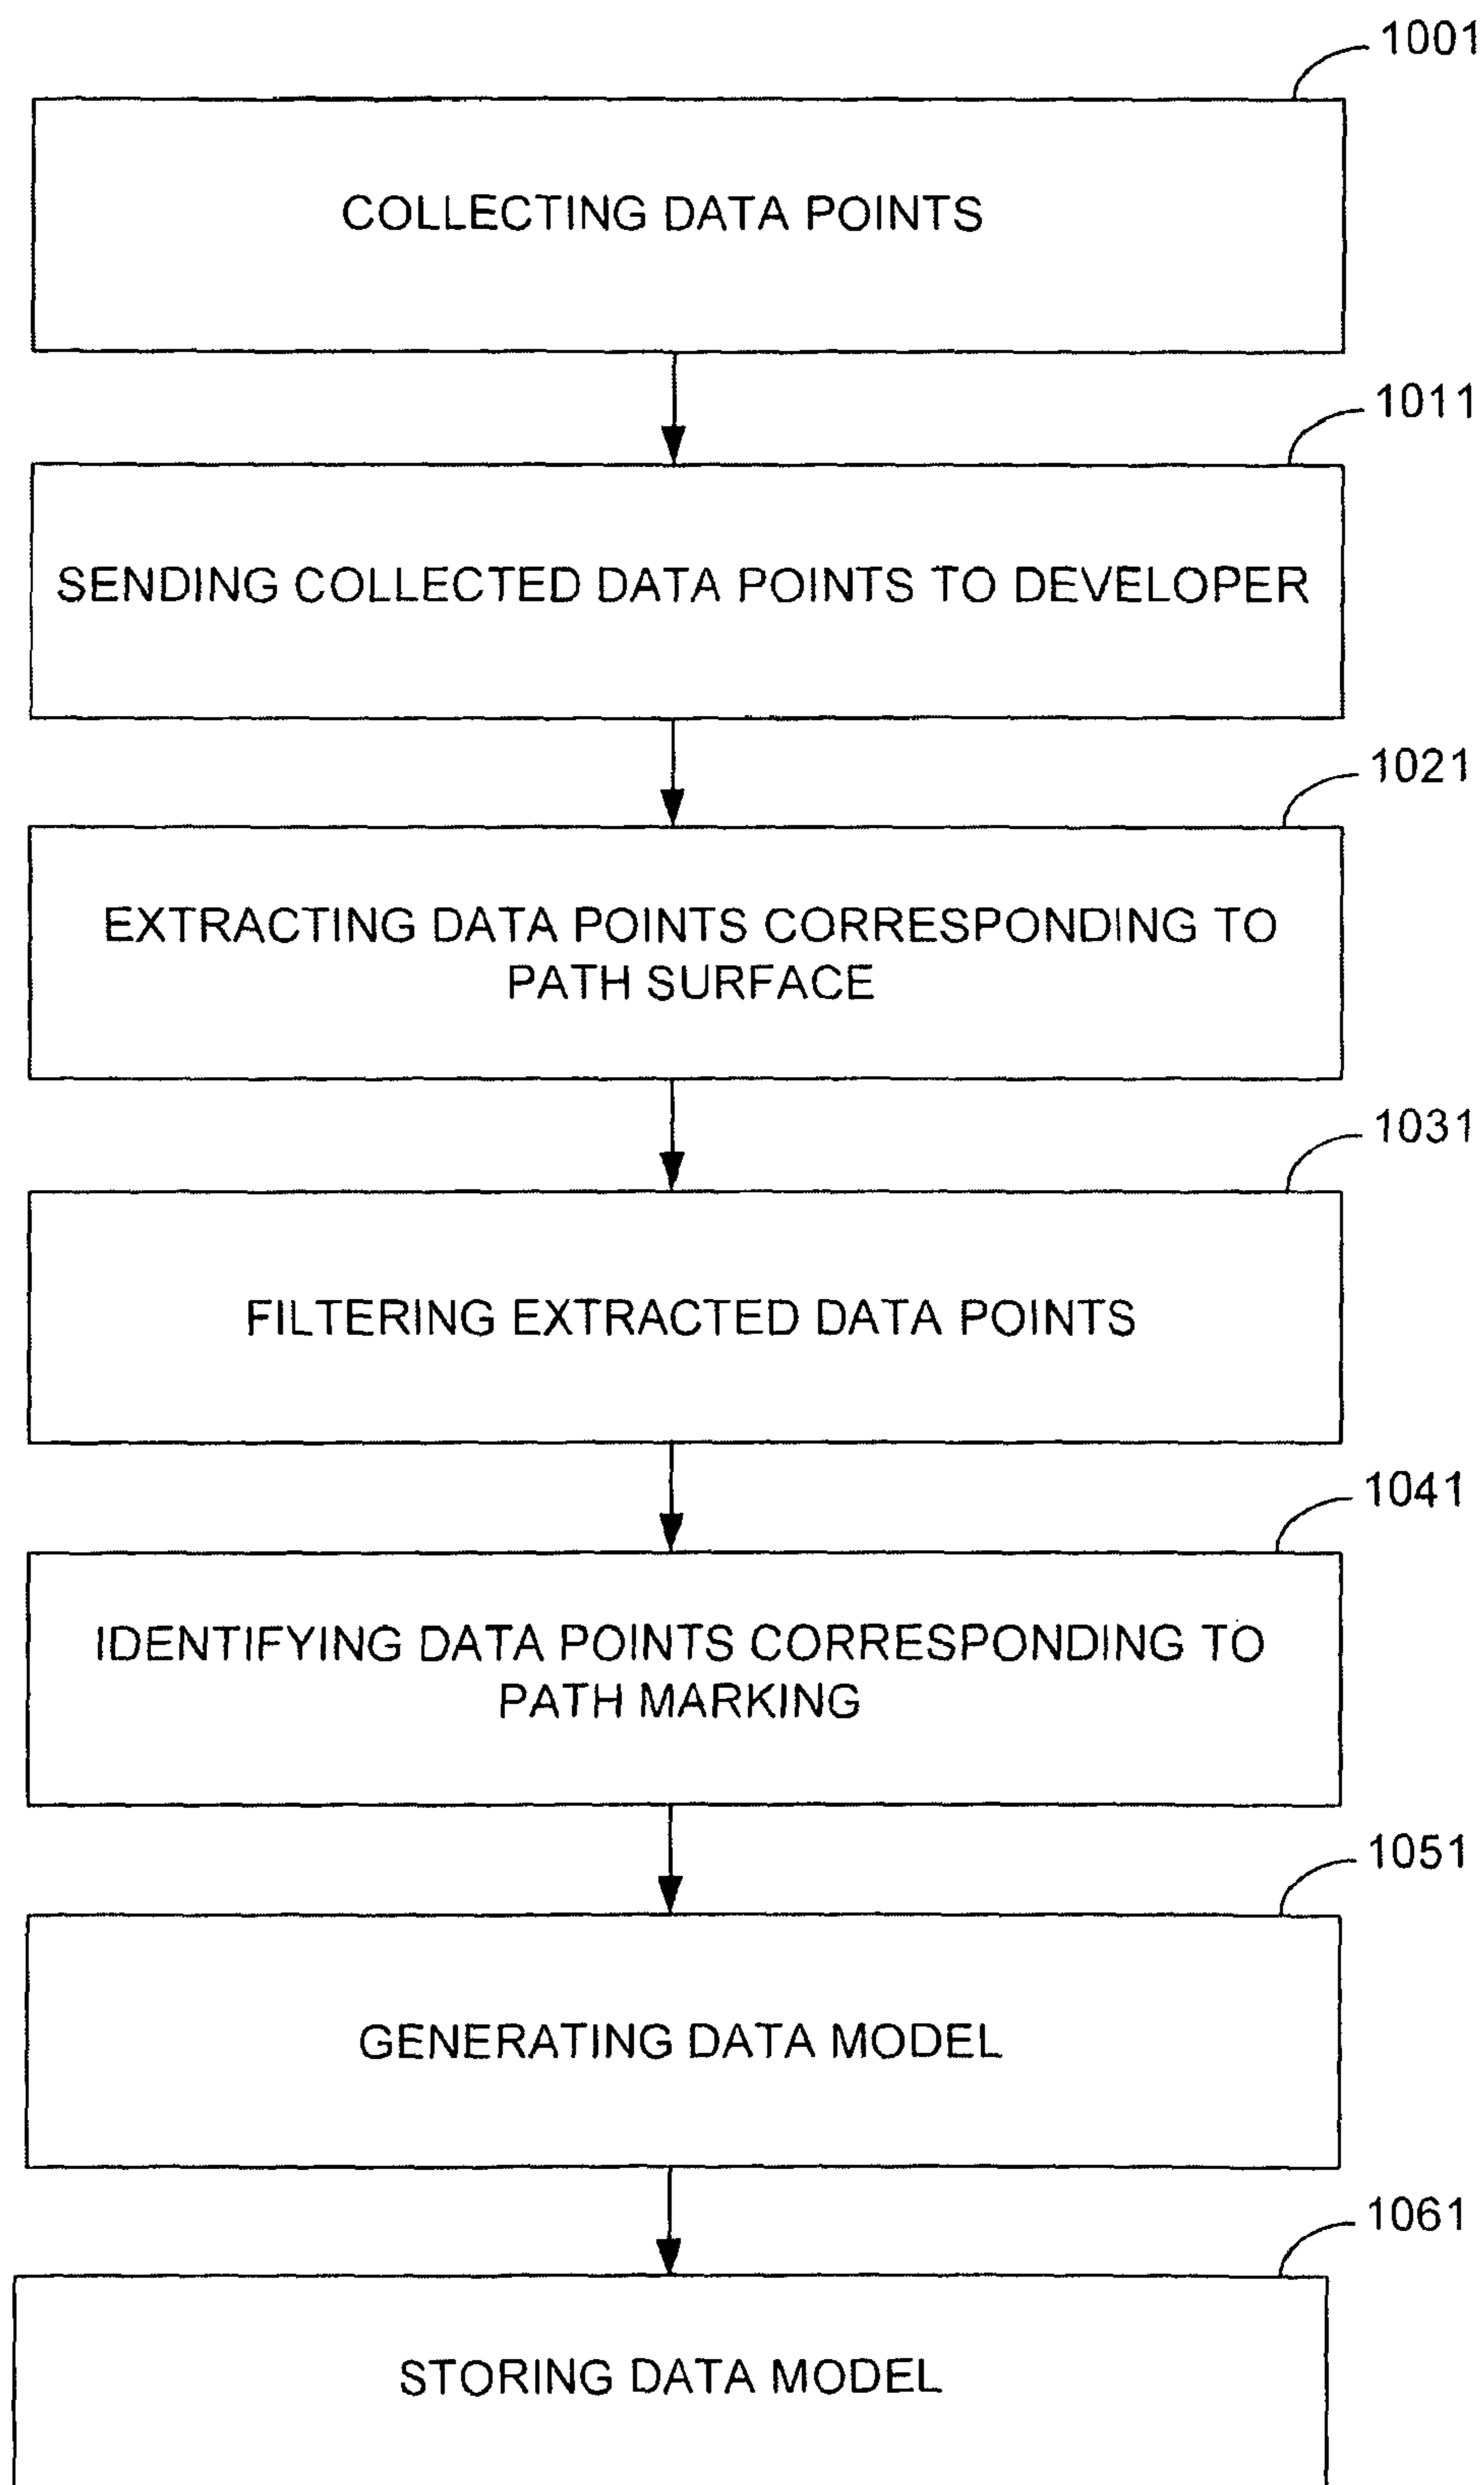 1001
COLLECTING DATA POINTS
1011
SENDING COLLECTED DATA POINTS TO DEVELOPER
1021
EXTRACTING DATA POINTS CORRESPONDING TO
PATH SURFACE
1031
FILTERING EXTRACTED DATA POINTS
1041
IDENTIFYING DATA POINTS CORRESPONDING TO
PATH MARKING
1051
GENERATING DATA MODEL
1061
STORING DATA MODEL